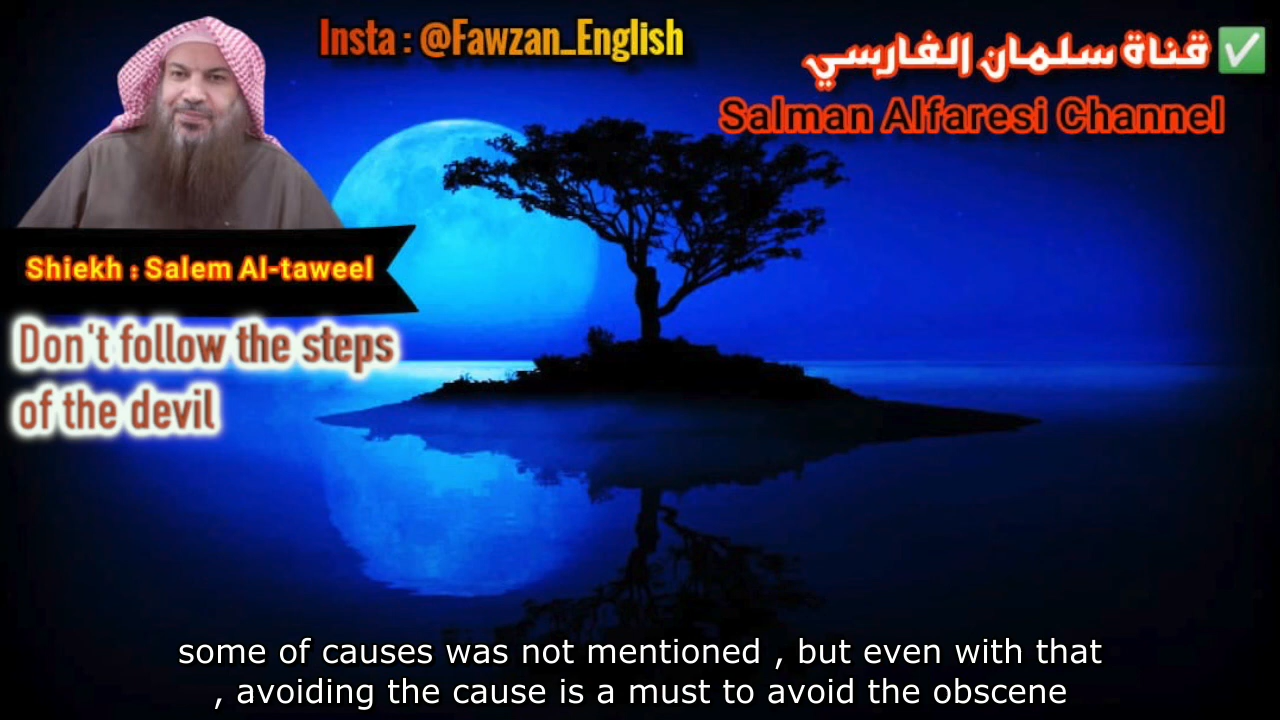 Insta : @Fawzan_English
قناة سلمان الفارسي
Salman Alfaresi Channel
Shiekh : Salem Al-taweel
Don't follow the steps
of the devil
some of causes was not mentioned , but even with that
, avoiding the cause is a must to avoid the obscene